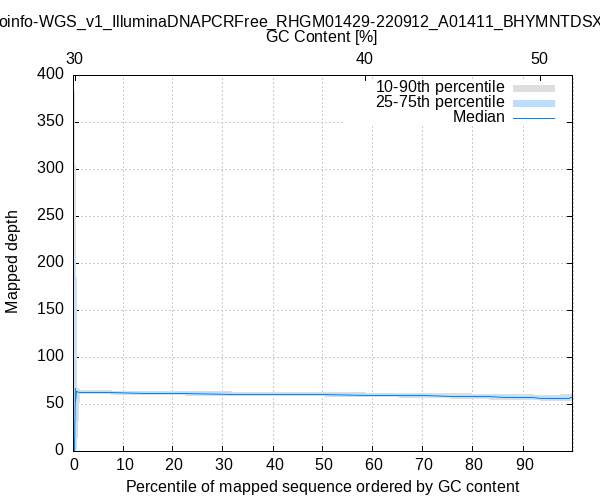 oinfo-WGS_v1_IlluminaDNAPCRFree_RHGM01429-220912_A01411_BHYMNTDSX
GC Content [%]
30 40 50
400
350
300
250
200
150
100
50
0
10-90th percentile
25-75th percentile
Median
Mapped depth
0 10 20 30 40 50 60 70 80 90
Percentile of mapped sequence ordered by GC content